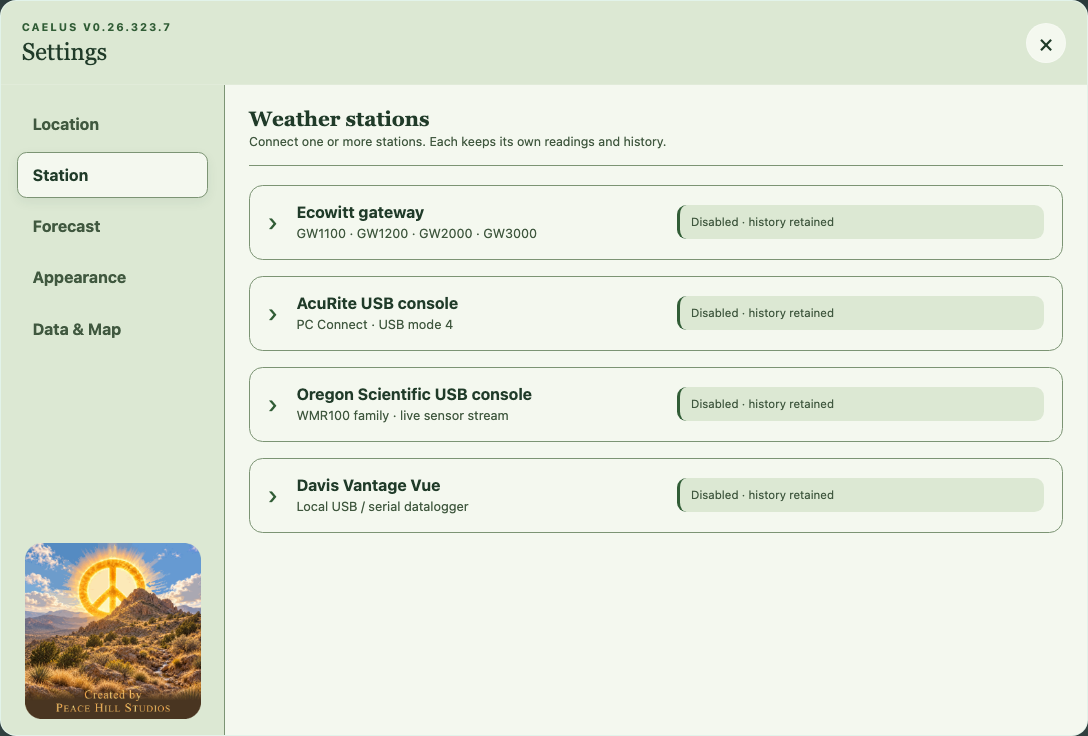 CAELUS V0.26.323.7
Settings
×
Location
Station
Forecast
Appearance
Data & Map
Weather stations
Connect one or more stations. Each keeps its own readings and history.
Ecowitt gateway
GW1100 · GW1200 · GW2000 · GW3000
Disabled · history retained
AcuRite USB console
PC Connect · USB mode 4
Disabled · history retained
Oregon Scientific USB console
WMR100 family · live sensor stream
Disabled · history retained
Davis Vantage Vue
Local USB / serial datalogger
Disabled · history retained
Created by
PEACE HILL STUDIOS